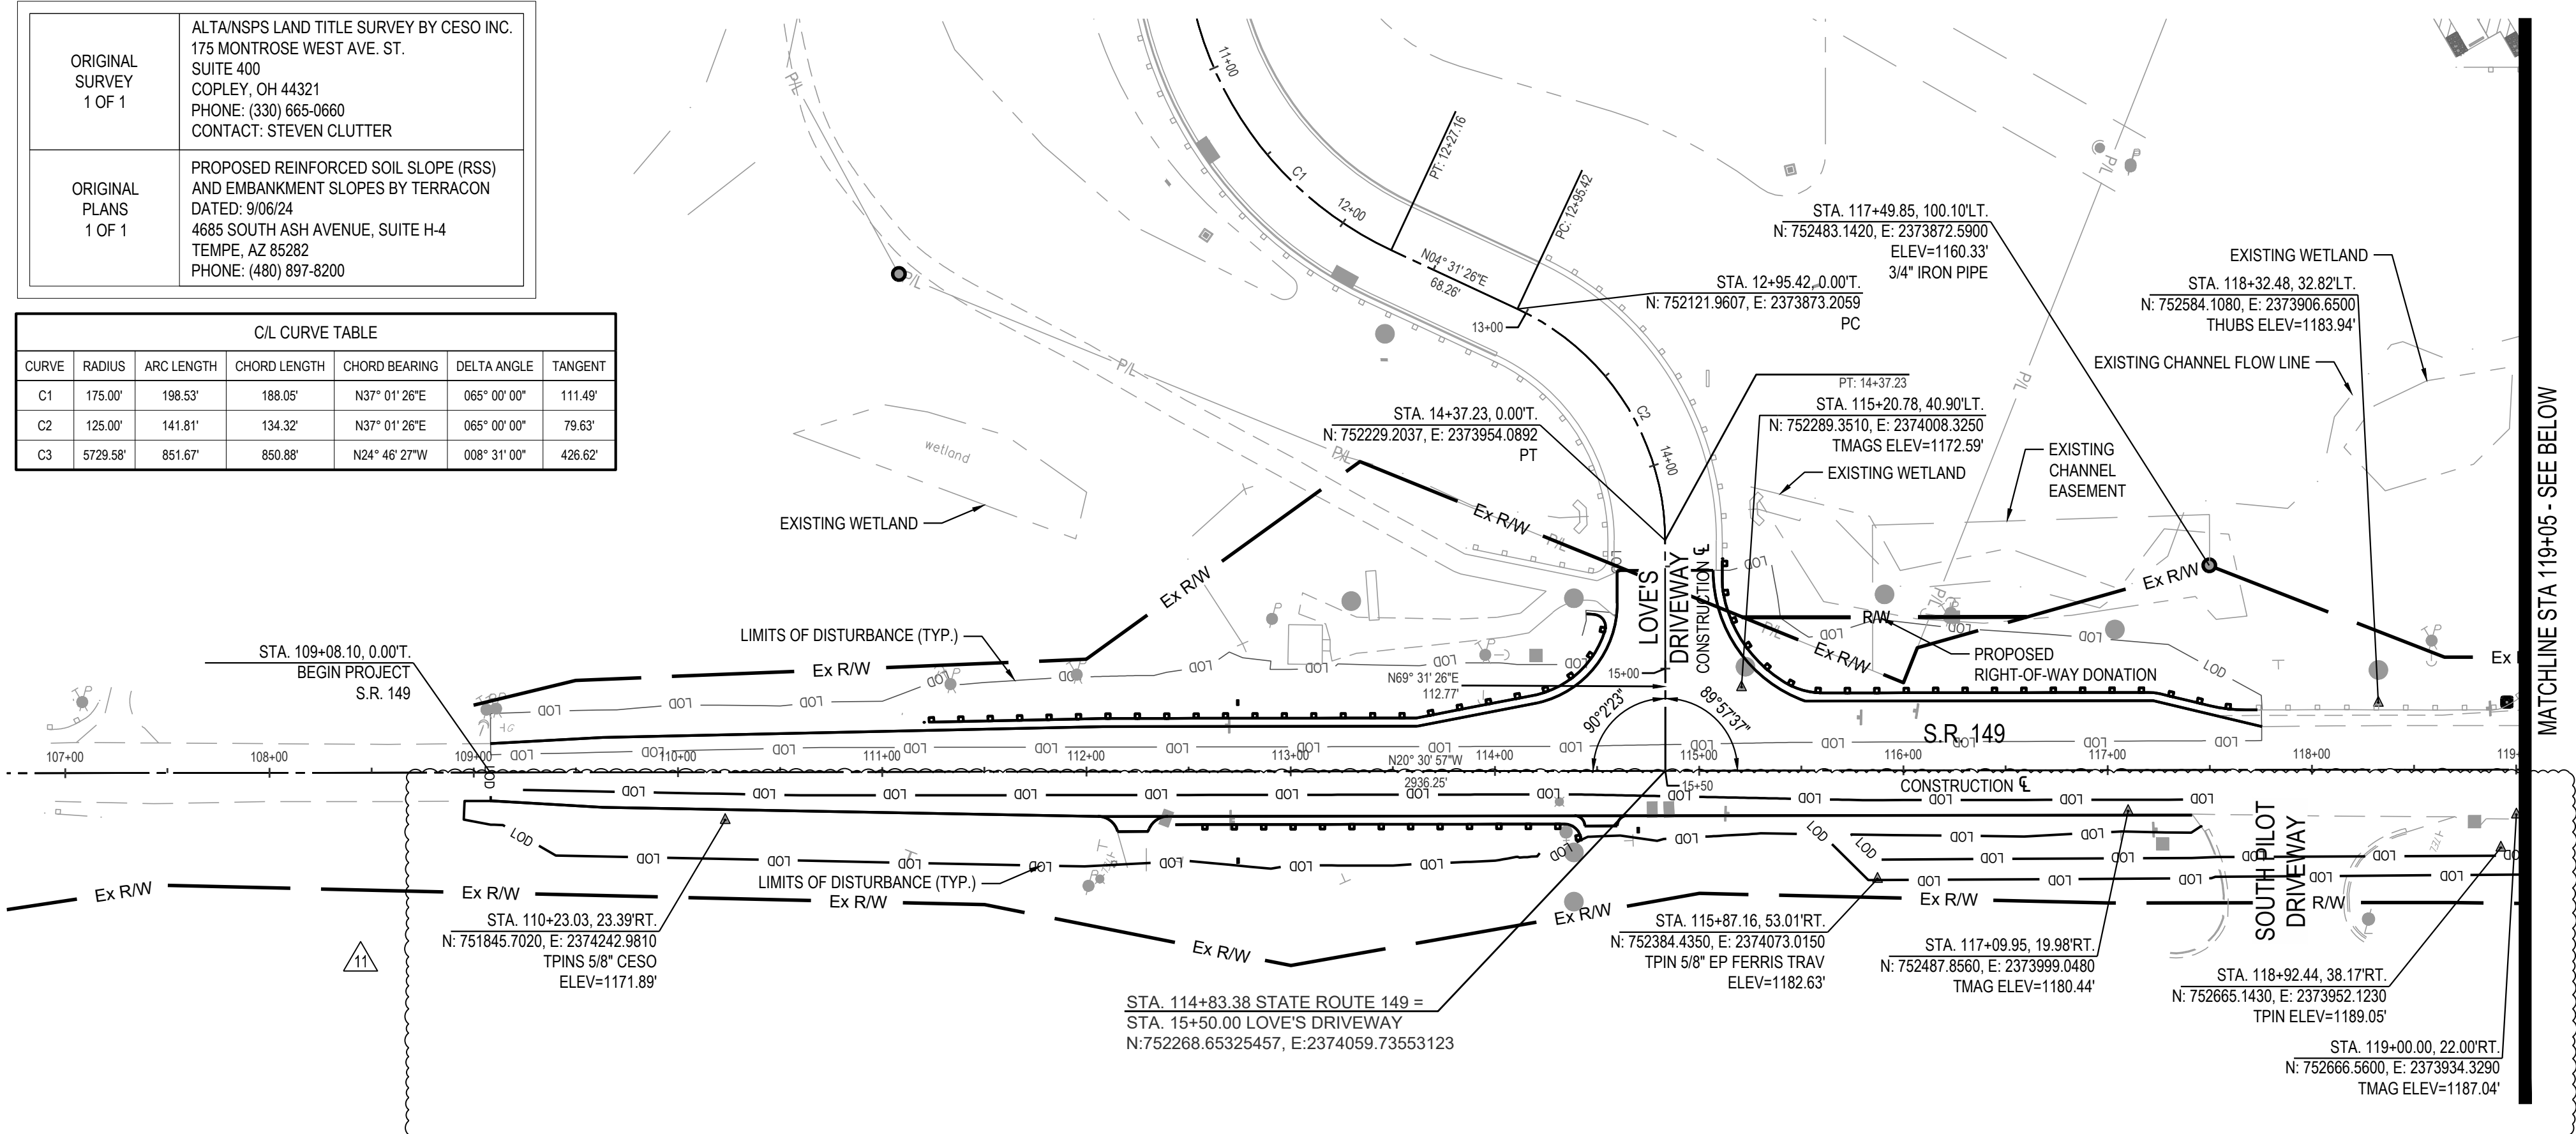 ORIGINAL
SURVEY
1 OF 1
ALTA/NSPS LAND TITLE SURVEY BY CESO INC.
175 MONTROSE WEST AVE. ST.
SUITE 400
COPLEY, OH 44321
PHONE: (330) 665-0660
CONTACT: STEVEN CLUTTER
ORIGINAL
PLANS
1 OF 1
PROPOSED REINFORCED SOIL SLOPE (RSS)
AND EMBANKMENT SLOPES BY TERRACON
DATED: 9/06/24
4685 SOUTH ASH AVENUE, SUITE H-4
TEMPE, AZ 85282
PHONE: (480) 897-8200
C/L CURVE TABLE
CURVE RADIUS ARC LENGTH CHORD LENGTH CHORD BEARING DELTA ANGLE TANGENT
C1 175.00' 198.53' 188.05' N37° 01' 26"E 065° 00' 00" 111.49'
C2 125.00' 141.81' 134.32' N37° 01' 26"E 065° 00' 00" 79.63'
C3 5729.58' 851.67' 850.88' N24° 46' 27"W 008° 31' 00" 426.62'
11+00
C1
12+00
PT: 12+27.16
PC: 12+95.42
N04° 31' 26"E
68.26'
13+00
STA. 12+95.42, 0.00'T.
N: 752121.9607, E: 2373873.2059
PC
STA. 117+49.85, 100.10'LT.
N: 752483.1420, E: 2373872.5900
ELEV=1160.33'
3/4" IRON PIPE
EXISTING WETLAND
STA. 118+32.48, 32.82'LT.
N: 752584.1080, E: 2373906.6500
THUBS ELEV=1183.94'
EXISTING CHANNEL FLOW LINE
C2
14+00
PT: 14+37.23
STA. 14+37.23, 0.00'T.
N: 752229.2037, E: 2373954.0892
PT
STA. 115+20.78, 40.90'LT.
N: 752289.3510, E: 2374008.3250
TMAGS ELEV=1172.59'
EXISTING WETLAND
EXISTING
CHANNEL
EASEMENT
wetland
EXISTING WETLAND
P/L
P/L
P/L
P/L
P/L
P/L
P/L
P/L
Ex R/W
Ex R/W
Ex R/W
Ex R/W
Ex R/W
R/W
LIMITS OF DISTURBANCE (TYP.)
STA. 109+08.10, 0.00'T.
BEGIN PROJECT
S.R. 149
LOVE'S
DRIVEWAY
CONSTRUCTION ℄
PROPOSED
RIGHT-OF-WAY DONATION
15+00
N69° 31' 26"E
112.77'
90°2'23"
89°57'37"
S.R. 149
LOD
LOD
LOD
LOD
LOD
LOD
107+00
108+00
109+00
110+00
111+00
112+00
113+00
114+00
115+00
116+00
117+00
118+00
N20° 30' 57"W
2936.25'
15+50
CONSTRUCTION ℄
MATCHLINE STA 119+05 - SEE BELOW
SOUTH PILOT
DRIVEWAY
LOD
LOD
LOD
LOD
LIMITS OF DISTURBANCE (TYP.)
Ex R/W
Ex R/W
Ex R/W
Ex R/W
Ex R/W
Ex R/W
R/W
STA. 110+23.03, 23.39'RT.
N: 751845.7020, E: 2374242.9810
TPINS 5/8" CESO
ELEV=1171.89'
11
STA. 114+83.38 STATE ROUTE 149 =
STA. 15+50.00 LOVE'S DRIVEWAY
N:752268.65325457, E:2374059.73553123
STA. 115+87.16, 53.01'RT.
N: 752384.4350, E: 2374073.0150
TPIN 5/8" EP FERRIS TRAV
ELEV=1182.63'
STA. 117+09.95, 19.98'RT.
N: 752487.8560, E: 2373999.0480
TMAG ELEV=1180.44'
STA. 118+92.44, 38.17'RT.
N: 752665.1430, E: 2373952.1230
TPIN ELEV=1189.05'
STA. 119+00.00, 22.00'RT.
N: 752666.5600, E: 2373934.3290
TMAG ELEV=1187.04'